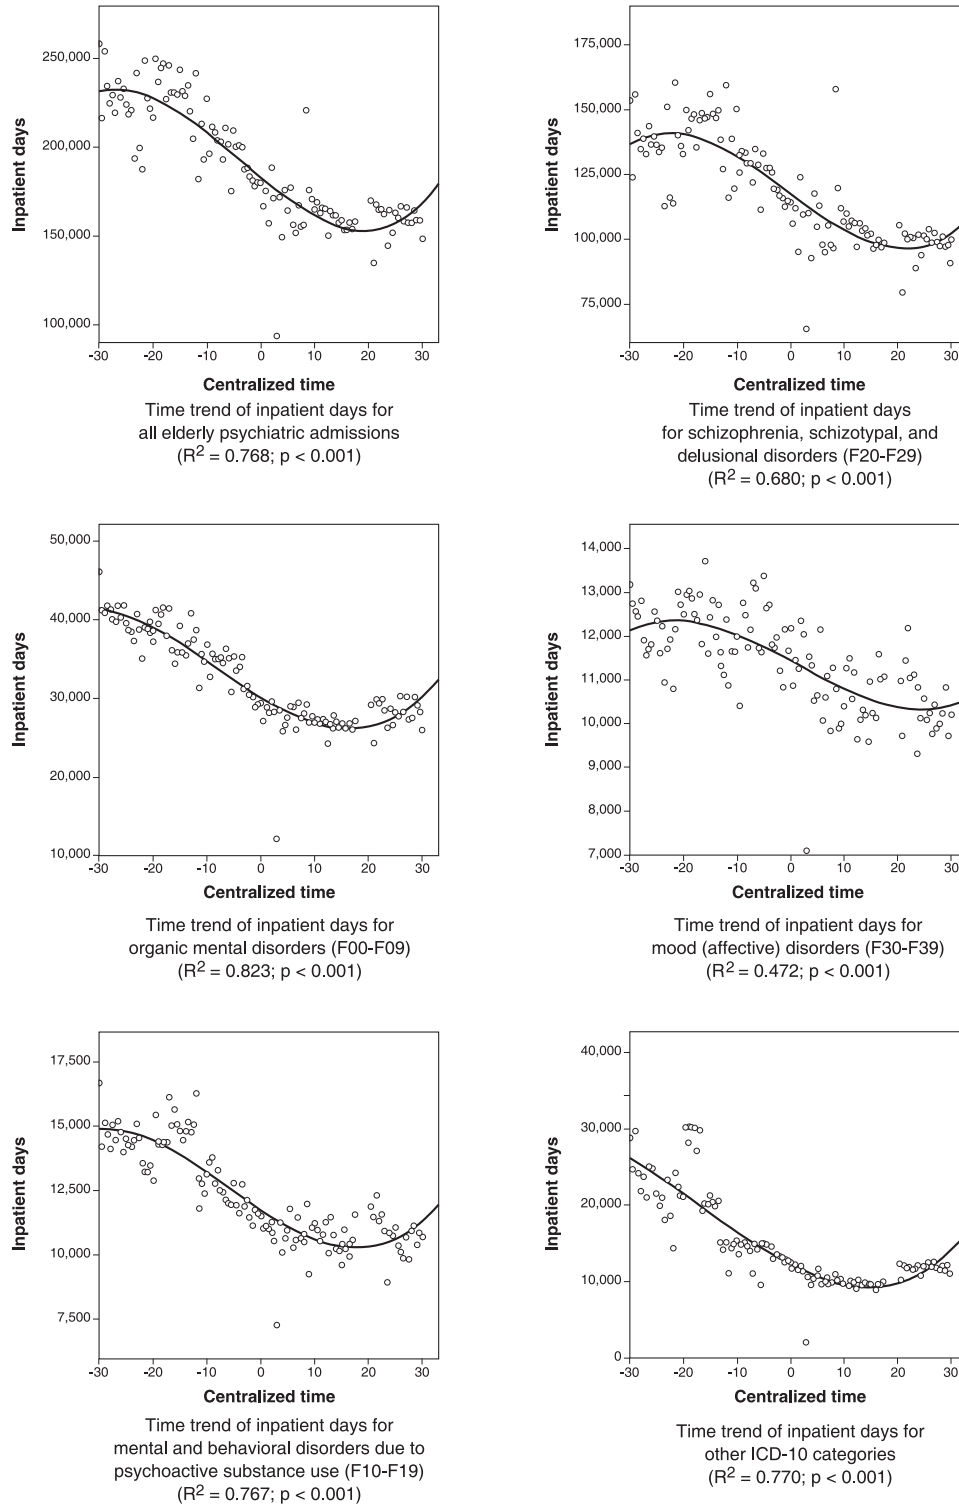 Inpatient days
250,000
200,000
150,000
100,000
-30 -20 -10 0 10 20 30
Centralized time
Time trend of inpatient days for
all elderly psychiatric admissions
(R2 = 0.768; p < 0.001)
Inpatient days
175,000
150,000
125,000
100,000
75,000
-30 -20 -10 0 10 20 30
Centralized time
Time trend of inpatient days
for schizophrenia, schizotypal, and
delusional disorders (F20-F29)
(R2 = 0.680; p < 0.001)
Inpatient days
50,000
40,000
30,000
20,000
10,000
-30 -20 -10 0 10 20 30
Centralized time
Time trend of inpatient days for
organic mental disorders (F00-F09)
(R2 = 0.823; p < 0.001)
Inpatient days
14,000
13,000
12,000
11,000
10,000
9,000
8,000
7,000
-30 -20 -10 0 10 20 30
Centralized time
Time trend of inpatient days for
mood (affective) disorders (F30-F39)
(R2 = 0.472; p < 0.001)
Inpatient days
17,500
15,000
12,500
10,000
7,500
-30 -20 -10 0 10 20 30
Centralized time
Time trend of inpatient days for
mental and behavioral disorders due to
psychoactive substance use (F10-F19)
(R2 = 0.767; p < 0.001)
Inpatient days
40,000
30,000
20,000
10,000
0
-30 -20 -10 0 10 20 30
Centralized time
Time trend of inpatient days for
other ICD-10 categories
(R2 = 0.770; p < 0.001)